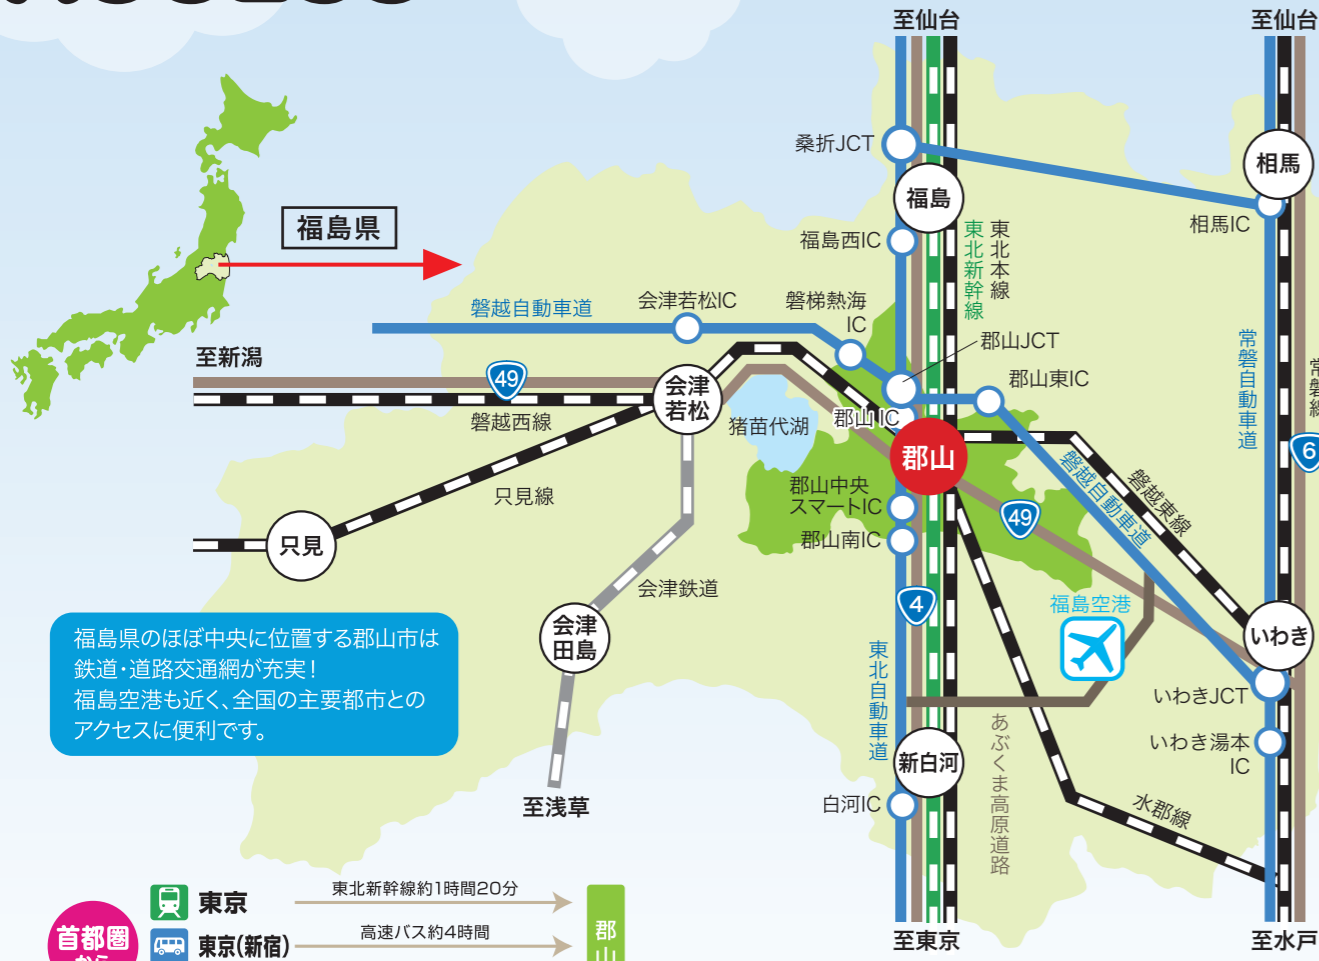 至仙台
至仙台
桑折JCT
相馬
福島
相馬IC
福島県
福島西IC
東北新幹線
東北本線
磐越自動車道
会津若松IC
磐梯熱海
IC
郡山JCT
至新潟
49
会津
若松
郡山東IC
常磐自動車道
常磐線
磐越西線
猪苗代湖
郡山 IC
郡山
6
只見線
郡山中央
スマートIC
磐越自動車道
磐越東線
49
只見
郡山南IC
会津鉄道
4
福島空港
会津
田島
いわき
福島県のほぼ中央に位置する郡山市は
鉄道・道路交通網が充実!
福島空港も近く、全国の主要都市との
アクセスに便利です。
東北自動車道
いわきJCT
あぶくま高原道路
いわき湯本
IC
新白河
至浅草
白河IC
水郡線
首都圏
から
東京
東北新幹線約1時間20分
東京(新宿)
高速バス約4時間
郡山
至東京
至水戸